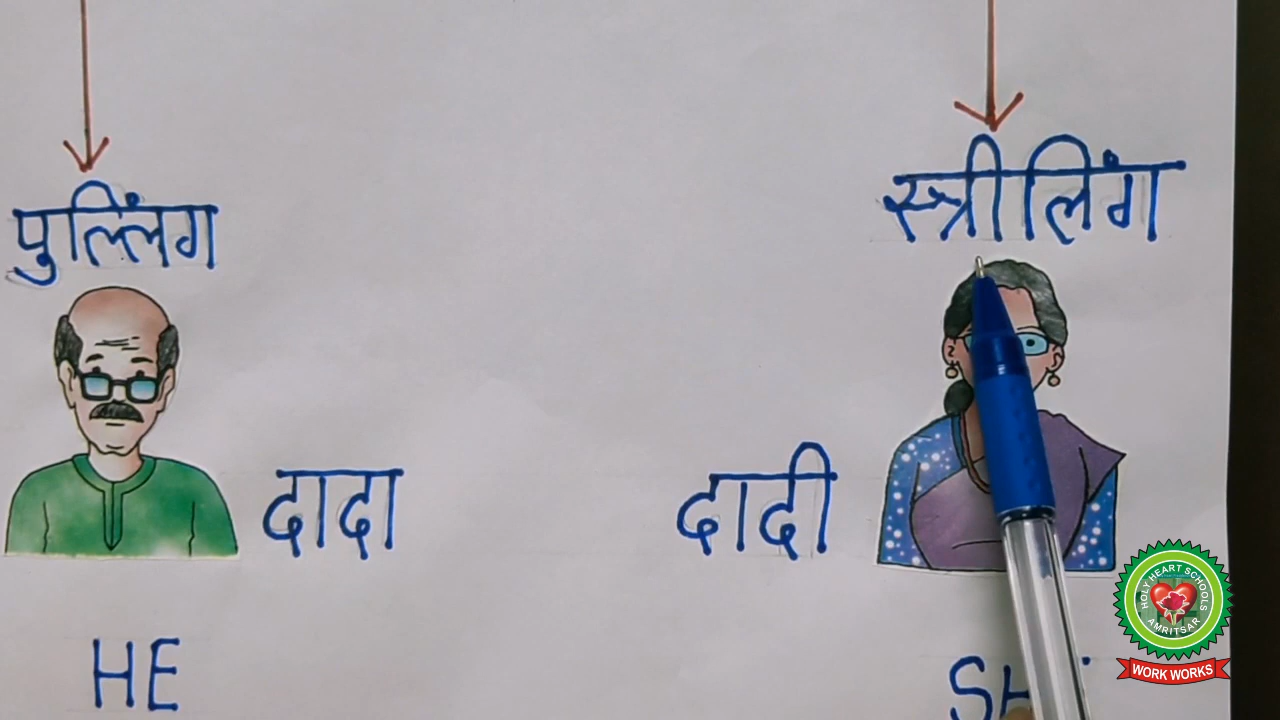 पुल्लिंग
स्त्रीलिंग
दादा
दादी
HE
HOLY HEART SCHOOLS
AMRITSAR
WORK WORKS